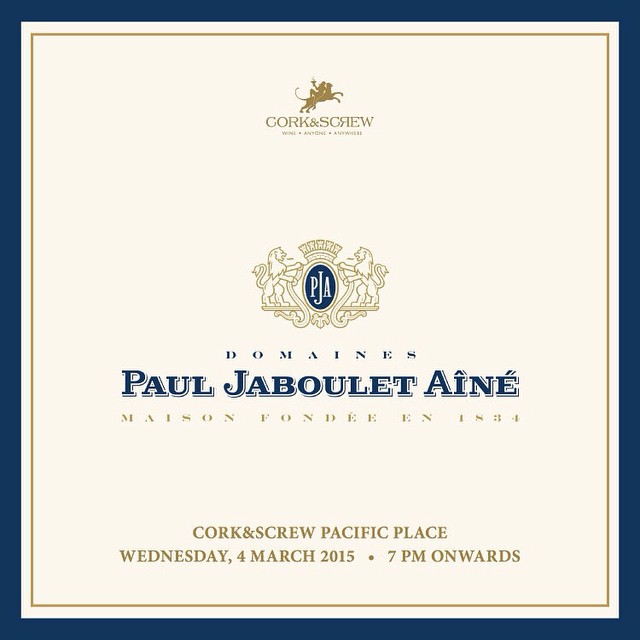 CORK&SCREW
WINE • ANYONE • ANYWHERE
PJA
DOMAINES
PAUL JABOULET AÎNÉ
MAISON FONDÉE EN 1834
CORK&SCREW PACIFIC PLACE
WEDNESDAY, 4 MARCH 2015 • 7 PM ONWARDS